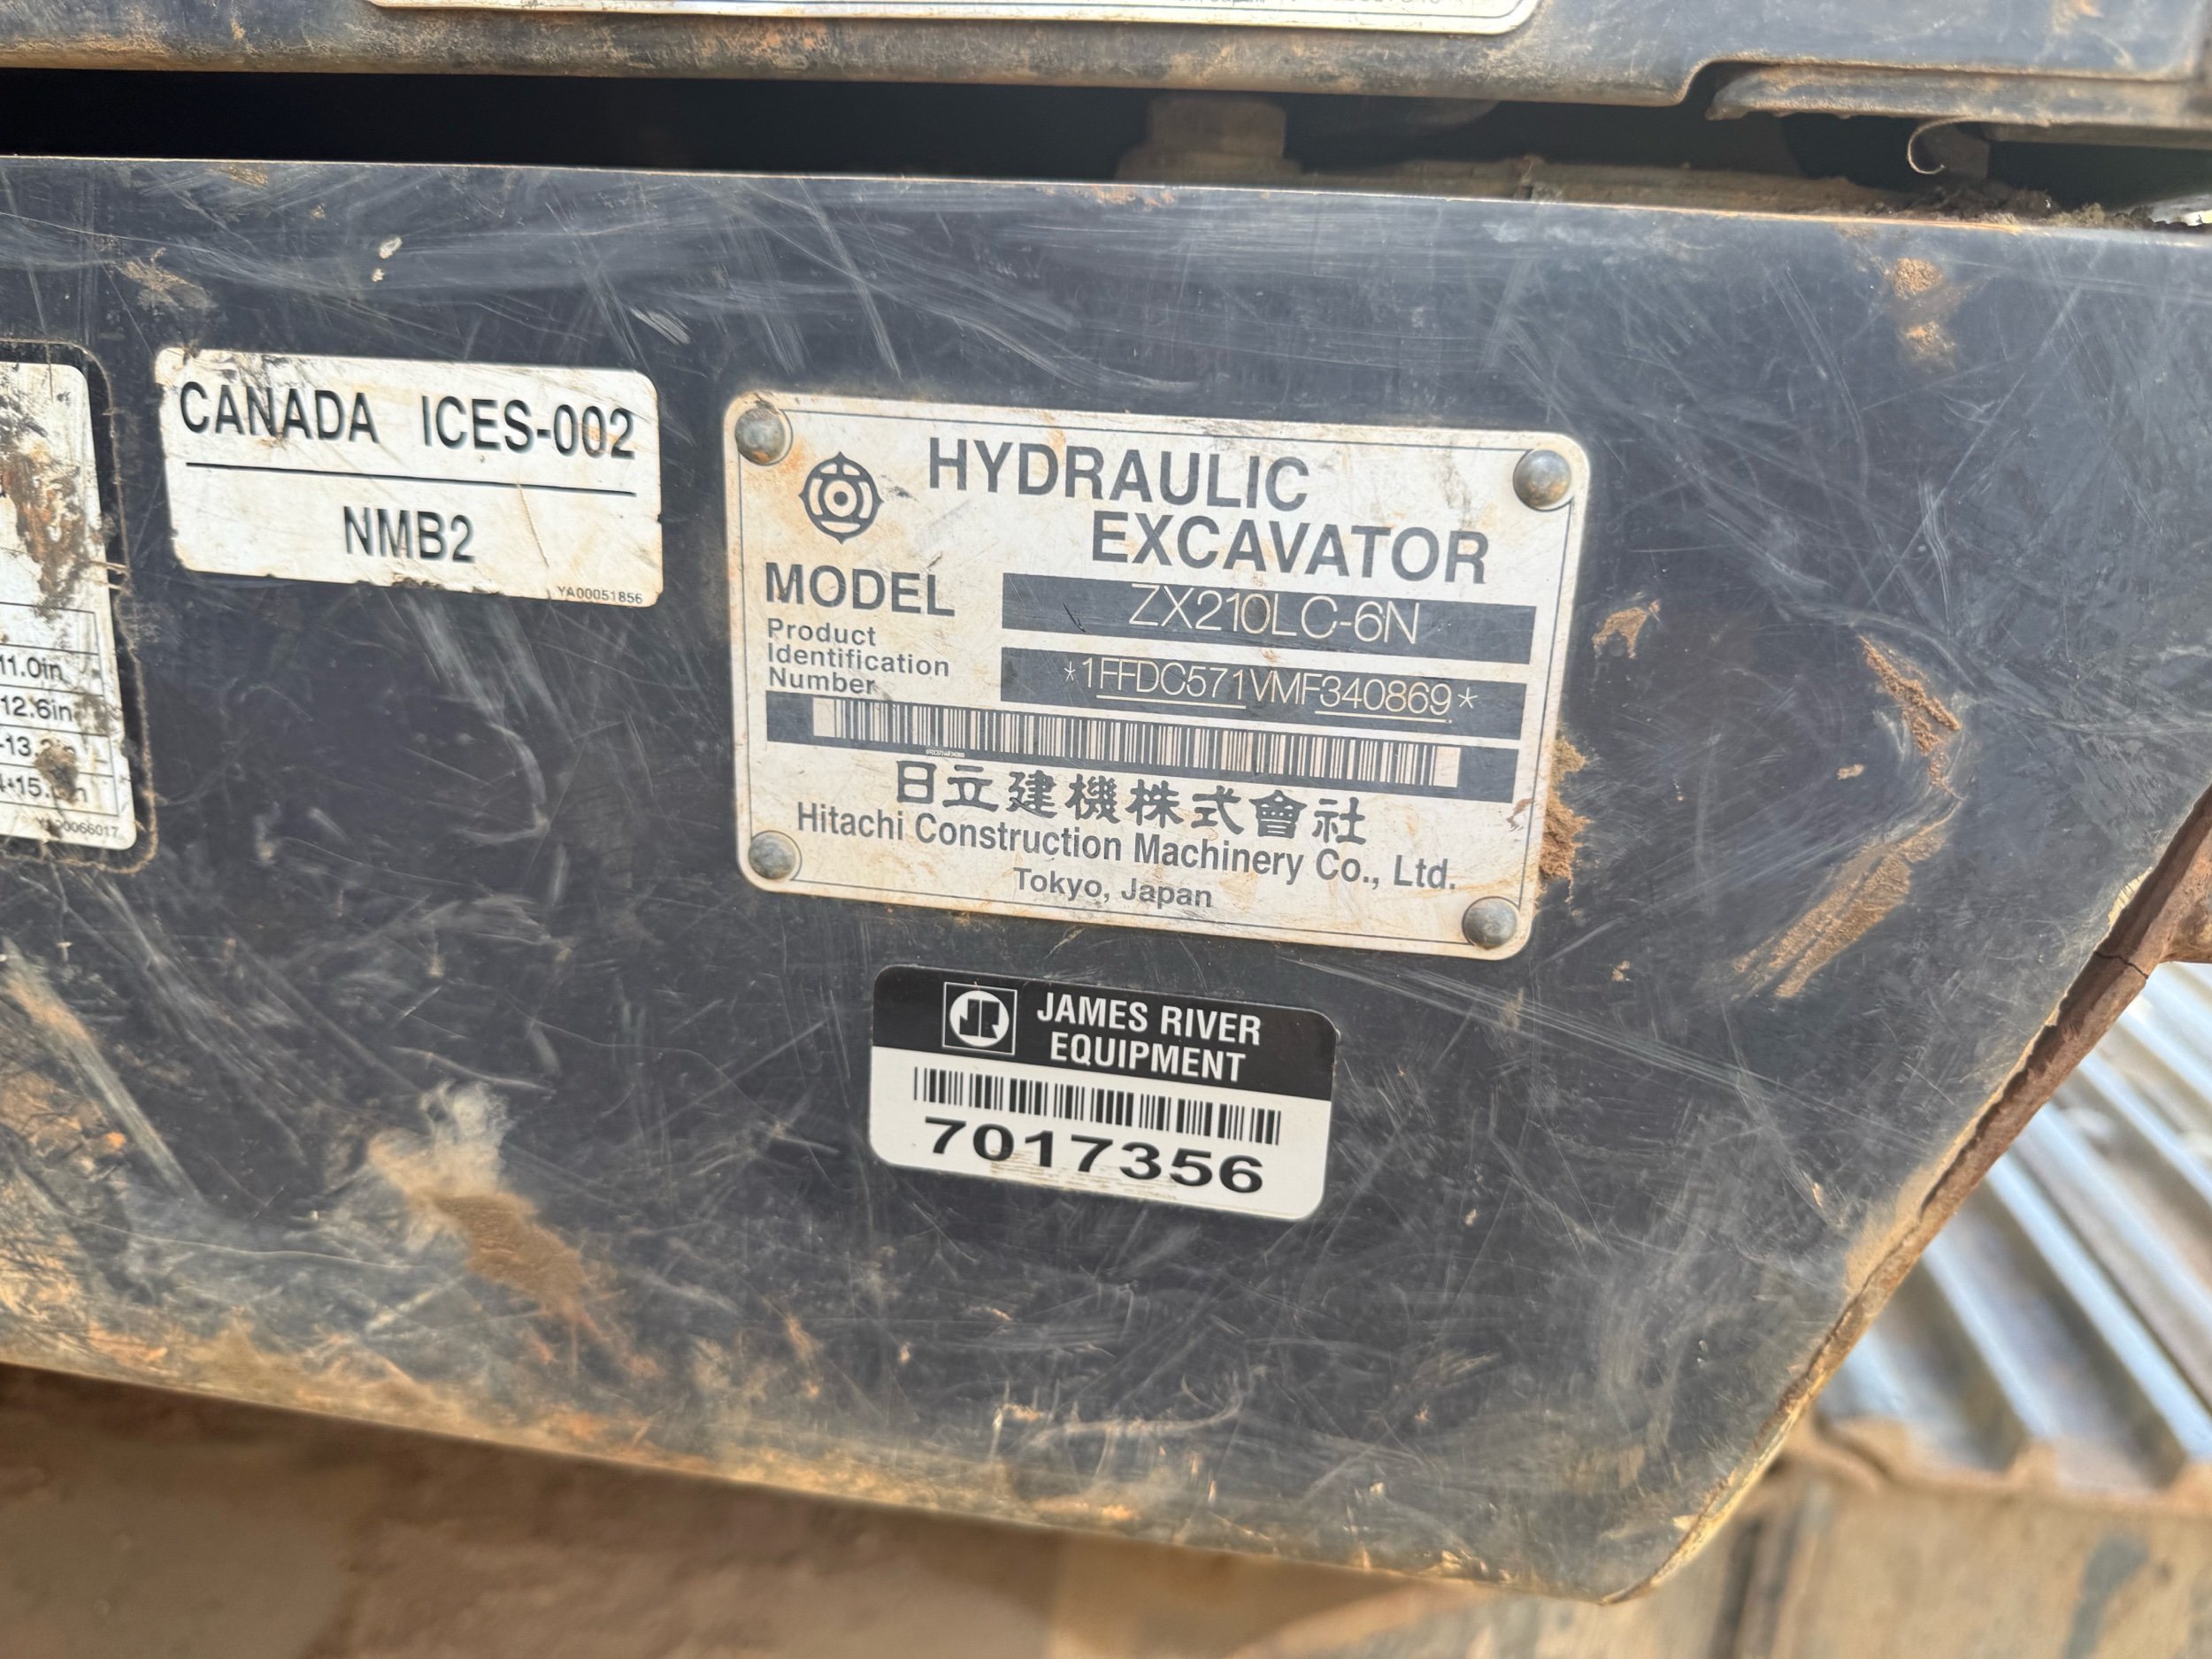 CANADA ICES-002
NMB2
YA00051856
11.0in
12.6in
HYDRAULIC
EXCAVATOR
MODEL ZX210LC-6N
Product
Identification
Number
*1FFDC571VMF340869*
日立建機株式會社
Hitachi Construction Machinery Co., Ltd.
Tokyo, Japan
JR JAMES RIVER
EQUIPMENT
7017356